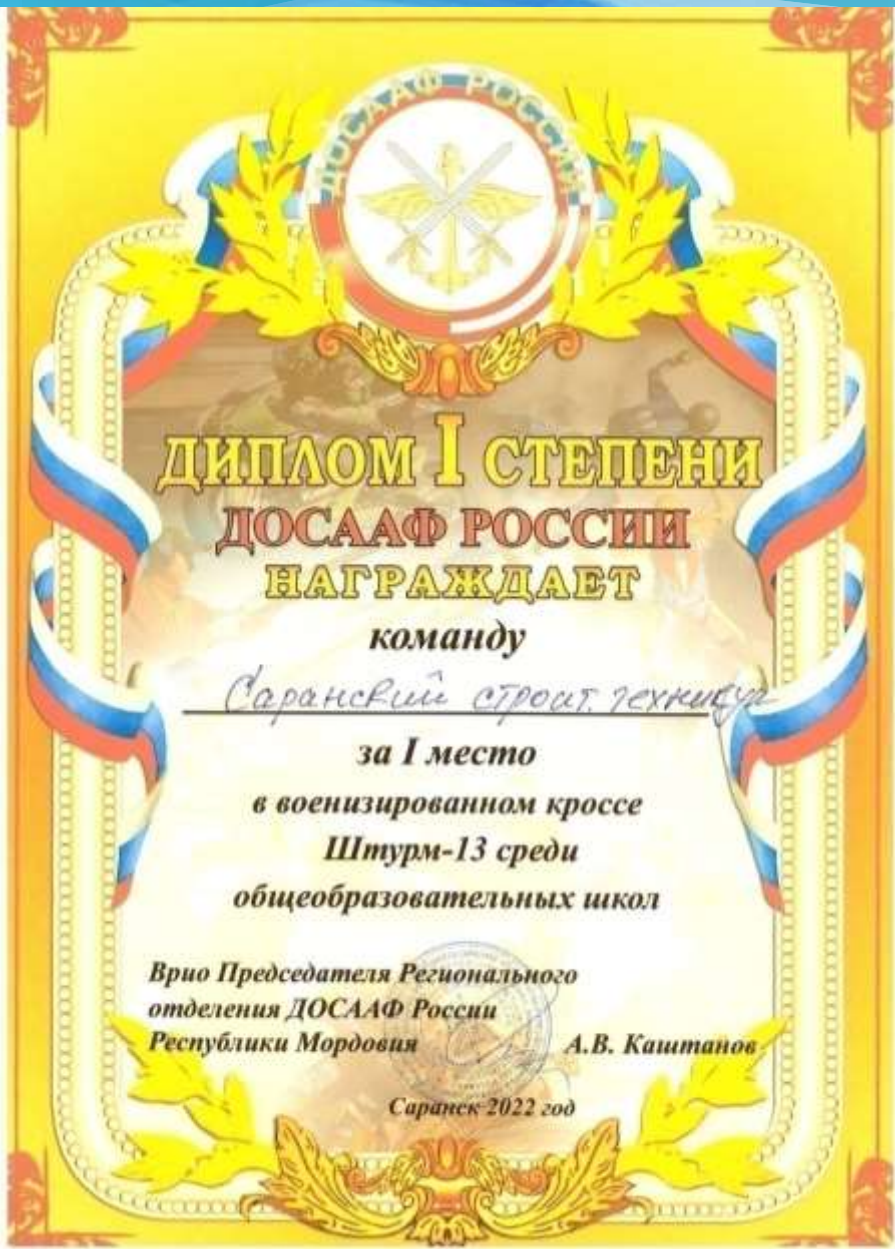 ДОСААФ РОССИИ
ДИПЛОМ I СТЕПЕНИ
ДОСААФ РОССИИ
НАГРАЖДАЕТ
команду
Саранский строит. техникум
за I место
в военизированном кроссе
Штурм-13 среди
общеобразовательных школ
Врио Председателя Регионального
отделения ДОСААФ России
Республики Мордовия А.В. Каштанов
Саранск 2022 год